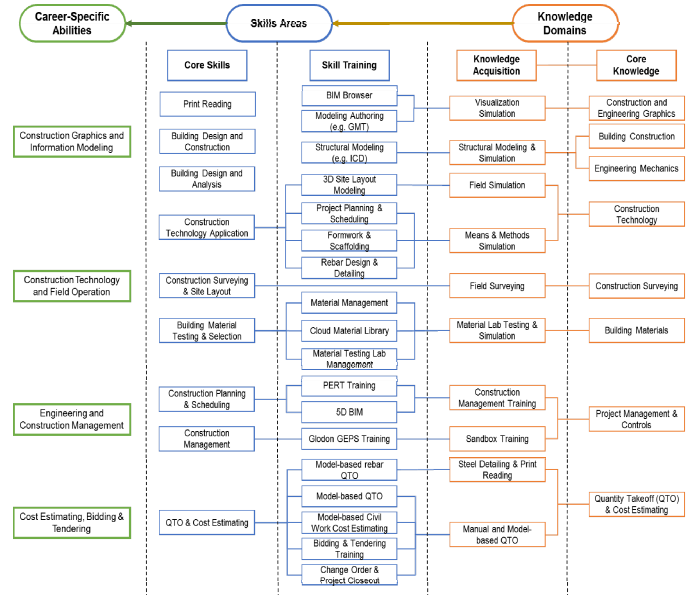 Career-Specific
Abilities
Skills Areas
Knowledge
Domains
Core Skills
Skill Training
Knowledge
Acquisition
Core
Knowledge
Construction Graphics and
Information Modeling
Construction Technology
and Field Operation
Engineering and
Construction Management
Cost Estimating, Bidding &
Tendering
Print Reading
Building Design and
Construction
Building Design and
Analysis
Construction
Technology Application
Construction Surveying
& Site Layout
Building Material
Testing & Selection
Construction Planning
& Scheduling
Construction
Management
QTO & Cost Estimating
BIM Browser
Modeling Authoring
(e.g. GMT)
Structural Modeling
(e.g. ICD)
3D Site Layout
Modeling
Project Planning &
Scheduling
Formwork &
Scaffolding
Rebar Design &
Detailing
Material Management
Cloud Material Library
Material Testing Lab
Management
PERT Training
5D BIM
Glodon GEPS Training
Model-based rebar
QTO
Model-based QTO
Model-based Civil
Work Cost Estimating
Bidding & Tendering
Training
Change Order &
Project Closeout
Visualization
Simulation
Structural Modeling &
Simulation
Field Simulation
Means & Methods
Simulation
Field Surveying
Material Lab Testing &
Simulation
Construction
Management Training
Sandbox Training
Steel Detailing & Print
Reading
Manual and Model-
based QTO
Construction and
Engineering Graphics
Building Construction
Engineering Mechanics
Construction
Technology
Construction Surveying
Building Materials
Project Management &
Controls
Quantity Takeoff (QTO)
& Cost Estimating